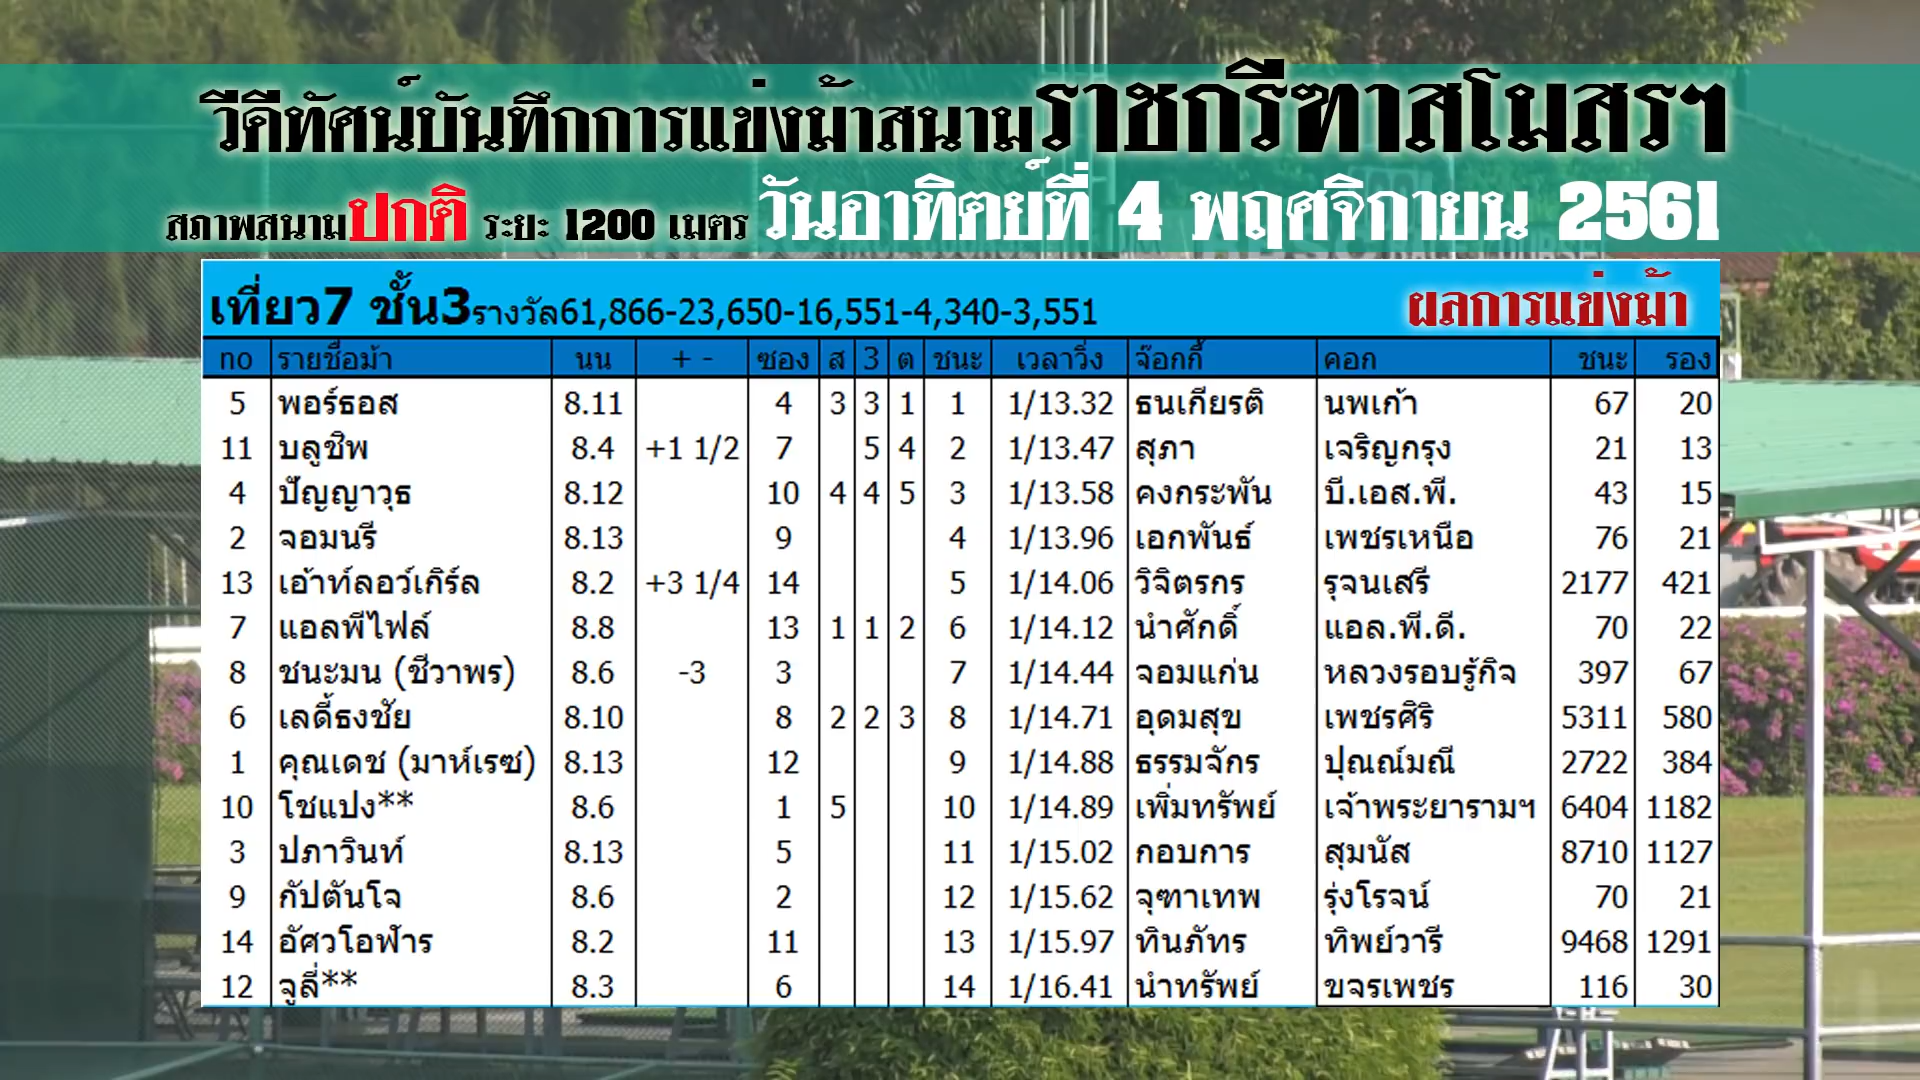 วีดีทัศน์บันทึกการแข่งม้าสนามราชกรีฑาสโมสรฯ
สภาพสนามปกติ ระยะ 1200 เมตร วันอาทิตย์ที่ 4 พฤศจิกายน 2561
เที่ยว7 ชั้น3รางวัล61,866-23,650-16,551-4,340-3,551 ผลการแข่งม้า
no รายชื่อม้า นน + - ซอง ส 3 ต ชนะ เวลาวิ่ง จ๊อกกี้ คอก ชนะ รอง
5 พอร์ธอส 8.11 4 3 3 1 1 1/13.32 ธนเกียรติ นพเก้า 67 20
11 บลูชิพ 8.4 +1 1/2 7 5 4 2 1/13.47 สุภา เจริญกรุง 21 13
4 ปัญญาวุธ 8.12 10 4 4 5 3 1/13.58 คงกระพัน บี.เอส.พี. 43 15
2 จอมนรี 8.13 9 4 1/13.96 เอกพันธ์ เพชรเหนือ 76 21
13 เอ้าท์ลอว์เกิร์ล 8.2 +3 1/4 14 5 1/14.06 วิจิตรกร รุจนเสรี 2177 421
7 แอลพีไฟล์ 8.8 13 1 1 2 6 1/14.12 นำศักดิ์ แอล.พี.ดี. 70 22
8 ชนะมน (ชีวาพร) 8.6 -3 3 7 1/14.44 จอมแก่น หลวงรอบรู้กิจ 397 67
6 เลดี้ธงชัย 8.10 8 2 2 3 8 1/14.71 อุดมสุข เพชรศิริ 5311 580
1 คุณเดช (มาห์เรซ) 8.13 12 9 1/14.88 ธรรมจักร ปุณณ์มณี 2722 384
10 โชแปง** 8.6 1 5 10 1/14.89 เพิ่มทรัพย์ เจ้าพระยารามฯ 6404 1182
3 ปภาวินท์ 8.13 5 11 1/15.02 กอบการ สุมนัส 8710 1127
9 กัปตันโจ 8.6 2 12 1/15.62 จุฑาเทพ รุ่งโรจน์ 70 21
14 อัศวโอฬาร 8.2 11 13 1/15.97 ทินภัทร ทิพย์วารี 9468 1291
12 จูลี่** 8.3 6 14 1/16.41 นำทรัพย์ ขจรเพชร 116 30